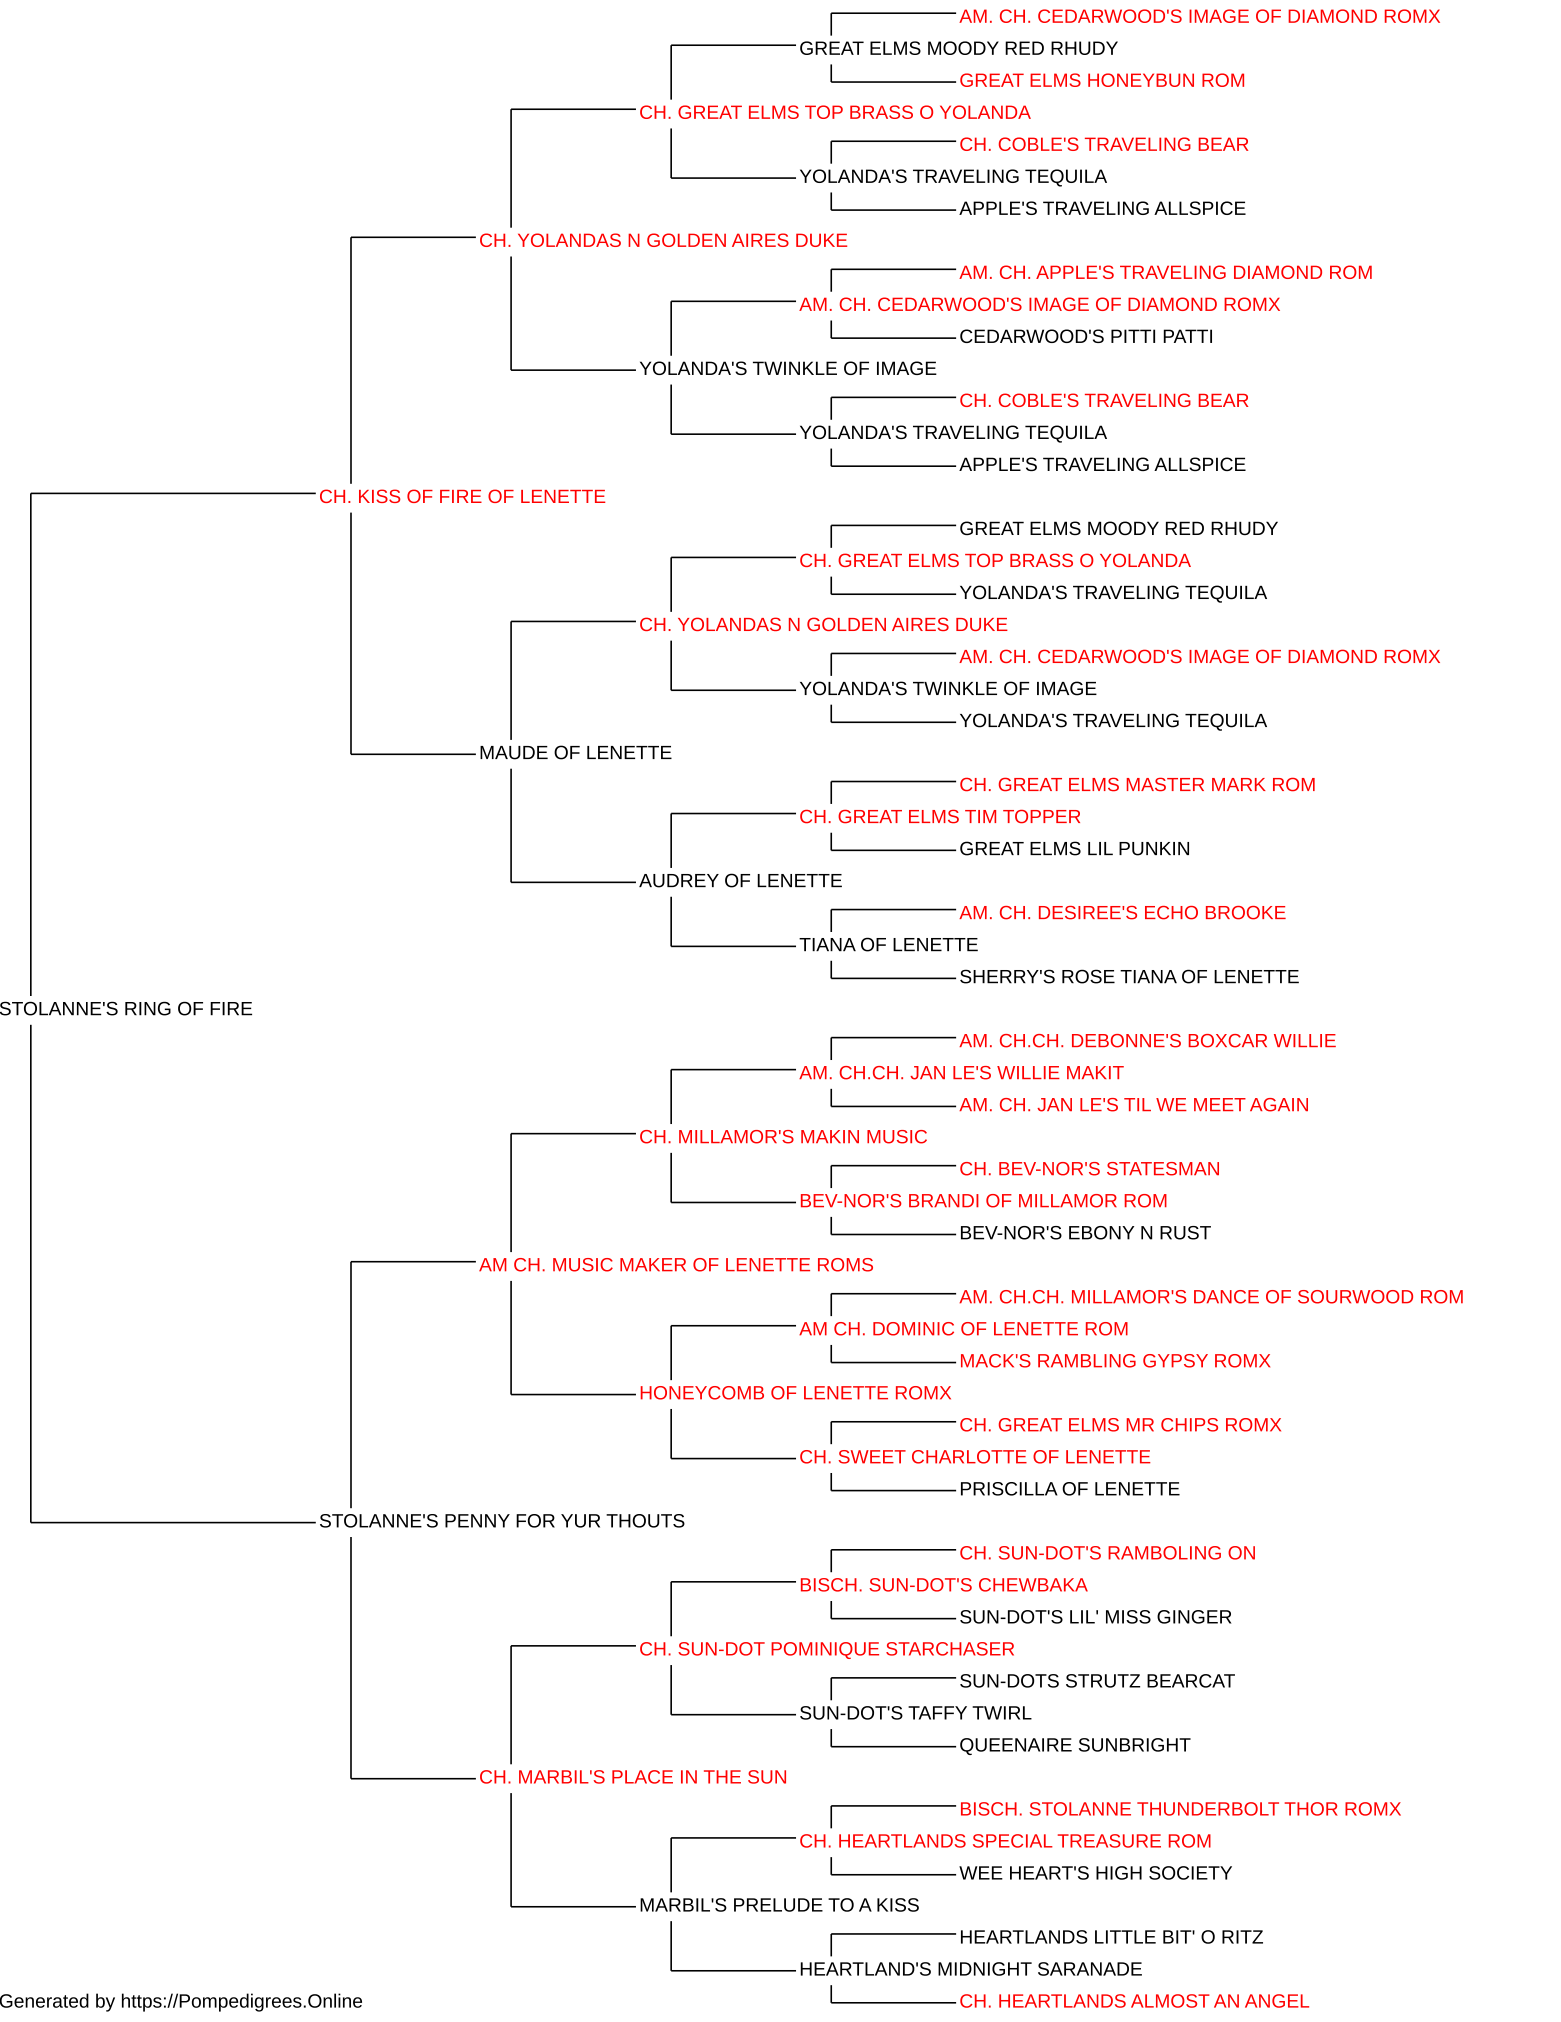 AM. CH. CEDARWOOD'S IMAGE OF DIAMOND ROMX
GREAT ELMS MOODY RED RHUDY
GREAT ELMS HONEYBUN ROM
CH. GREAT ELMS TOP BRASS O YOLANDA
CH. COBLE'S TRAVELING BEAR
YOLANDA'S TRAVELING TEQUILA
APPLE'S TRAVELING ALLSPICE
CH. YOLANDAS N GOLDEN AIRES DUKE
AM. CH. APPLE'S TRAVELING DIAMOND ROM
AM. CH. CEDARWOOD'S IMAGE OF DIAMOND ROMX
CEDARWOOD'S PITTI PATTI
YOLANDA'S TWINKLE OF IMAGE
CH. COBLE'S TRAVELING BEAR
YOLANDA'S TRAVELING TEQUILA
APPLE'S TRAVELING ALLSPICE
CH. KISS OF FIRE OF LENETTE
GREAT ELMS MOODY RED RHUDY
CH. GREAT ELMS TOP BRASS O YOLANDA
YOLANDA'S TRAVELING TEQUILA
CH. YOLANDAS N GOLDEN AIRES DUKE
AM. CH. CEDARWOOD'S IMAGE OF DIAMOND ROMX
YOLANDA'S TWINKLE OF IMAGE
YOLANDA'S TRAVELING TEQUILA
MAUDE OF LENETTE
CH. GREAT ELMS MASTER MARK ROM
CH. GREAT ELMS TIM TOPPER
GREAT ELMS LIL PUNKIN
AUDREY OF LENETTE
AM. CH. DESIREE'S ECHO BROOKE
TIANA OF LENETTE
SHERRY'S ROSE TIANA OF LENETTE
STOLANNE'S RING OF FIRE
AM. CH.CH. DEBONNE'S BOXCAR WILLIE
AM. CH.CH. JAN LE'S WILLIE MAKIT
AM. CH. JAN LE'S TIL WE MEET AGAIN
CH. MILLAMOR'S MAKIN MUSIC
CH. BEV-NOR'S STATESMAN
BEV-NOR'S BRANDI OF MILLAMOR ROM
BEV-NOR'S EBONY N RUST
AM CH. MUSIC MAKER OF LENETTE ROMS
AM. CH.CH. MILLAMOR'S DANCE OF SOURWOOD ROM
AM CH. DOMINIC OF LENETTE ROM
MACK'S RAMBLING GYPSY ROMX
HONEYCOMB OF LENETTE ROMX
CH. GREAT ELMS MR CHIPS ROMX
CH. SWEET CHARLOTTE OF LENETTE
PRISCILLA OF LENETTE
STOLANNE'S PENNY FOR YUR THOUTS
CH. SUN-DOT'S RAMBOLING ON
BISCH. SUN-DOT'S CHEWBAKA
SUN-DOT'S LIL' MISS GINGER
CH. SUN-DOT POMINIQUE STARCHASER
SUN-DOTS STRUTZ BEARCAT
SUN-DOT'S TAFFY TWIRL
QUEENAIRE SUNBRIGHT
CH. MARBIL'S PLACE IN THE SUN
BISCH. STOLANNE THUNDERBOLT THOR ROMX
CH. HEARTLANDS SPECIAL TREASURE ROM
WEE HEART'S HIGH SOCIETY
MARBIL'S PRELUDE TO A KISS
HEARTLANDS LITTLE BIT' O RITZ
HEARTLAND'S MIDNIGHT SARANADE
CH. HEARTLANDS ALMOST AN ANGEL
Generated by https://Pompedigrees.Online